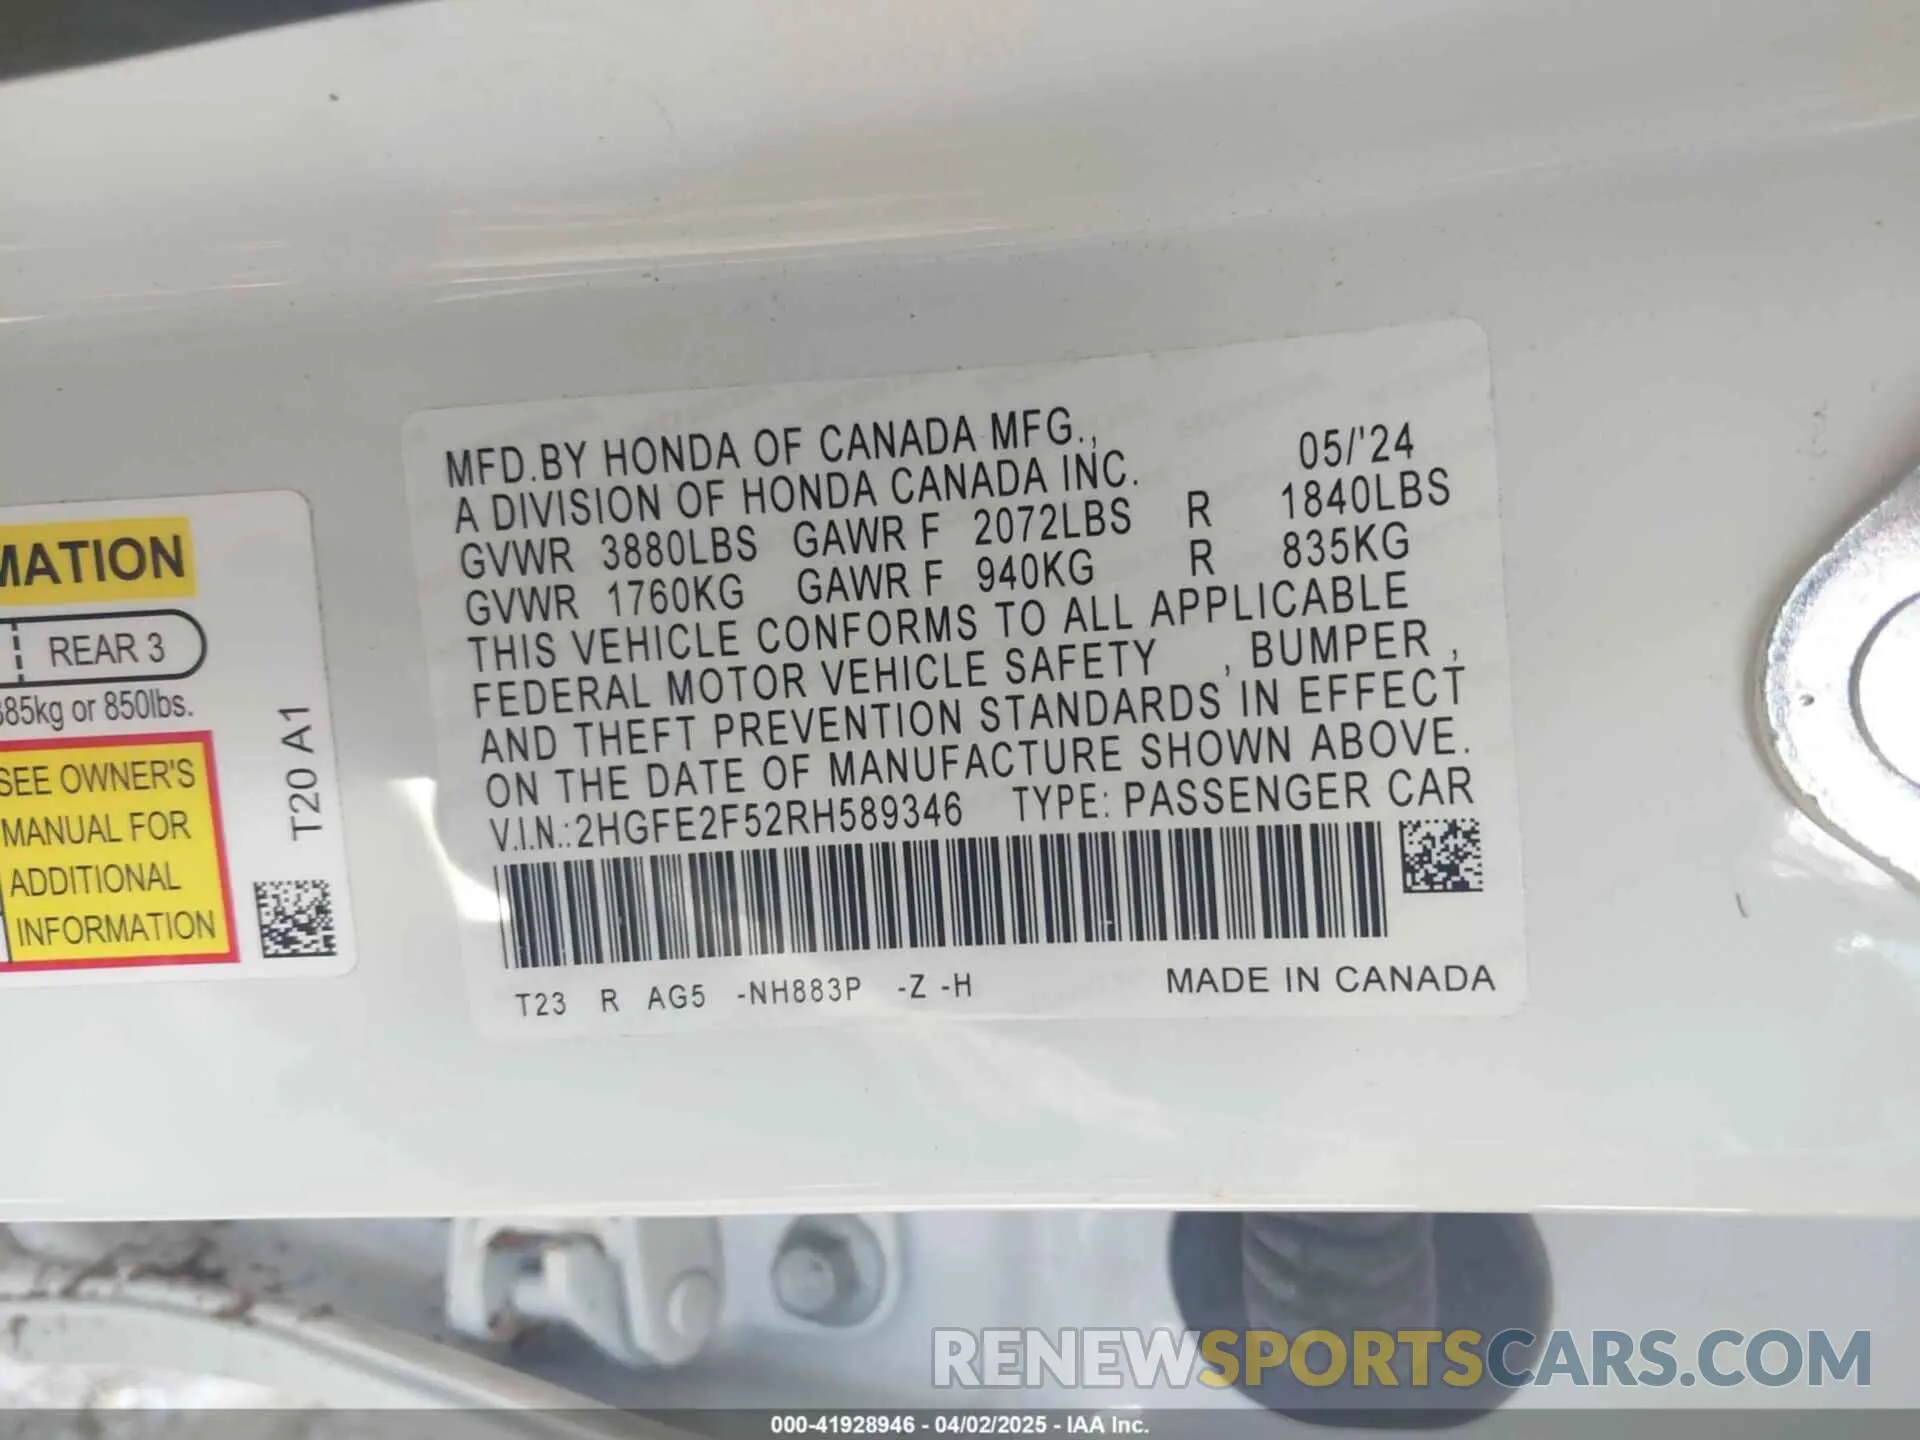 MATION
REAR 3
385kg or 850lbs.
SEE OWNER'S
MANUAL FOR
ADDITIONAL
INFORMATION
T20 A1
MFD.BY HONDA OF CANADA MFG., 05/'24
A DIVISION OF HONDA CANADA INC.
GVWR 3880LBS GAWR F 2072LBS R 1840LBS
GVWR 1760KG GAWR F 940KG R 835KG
THIS VEHICLE CONFORMS TO ALL APPLICABLE
FEDERAL MOTOR VEHICLE SAFETY , BUMPER ,
AND THEFT PREVENTION STANDARDS IN EFFECT
ON THE DATE OF MANUFACTURE SHOWN ABOVE.
V.I.N.:2HGFE2F52RH589346 TYPE: PASSENGER CAR
T23 R AG5 -NH883P -Z -H MADE IN CANADA
RENEWSPORTSCARS.COM
000-41928946 - 04/02/2025 - IAA Inc.